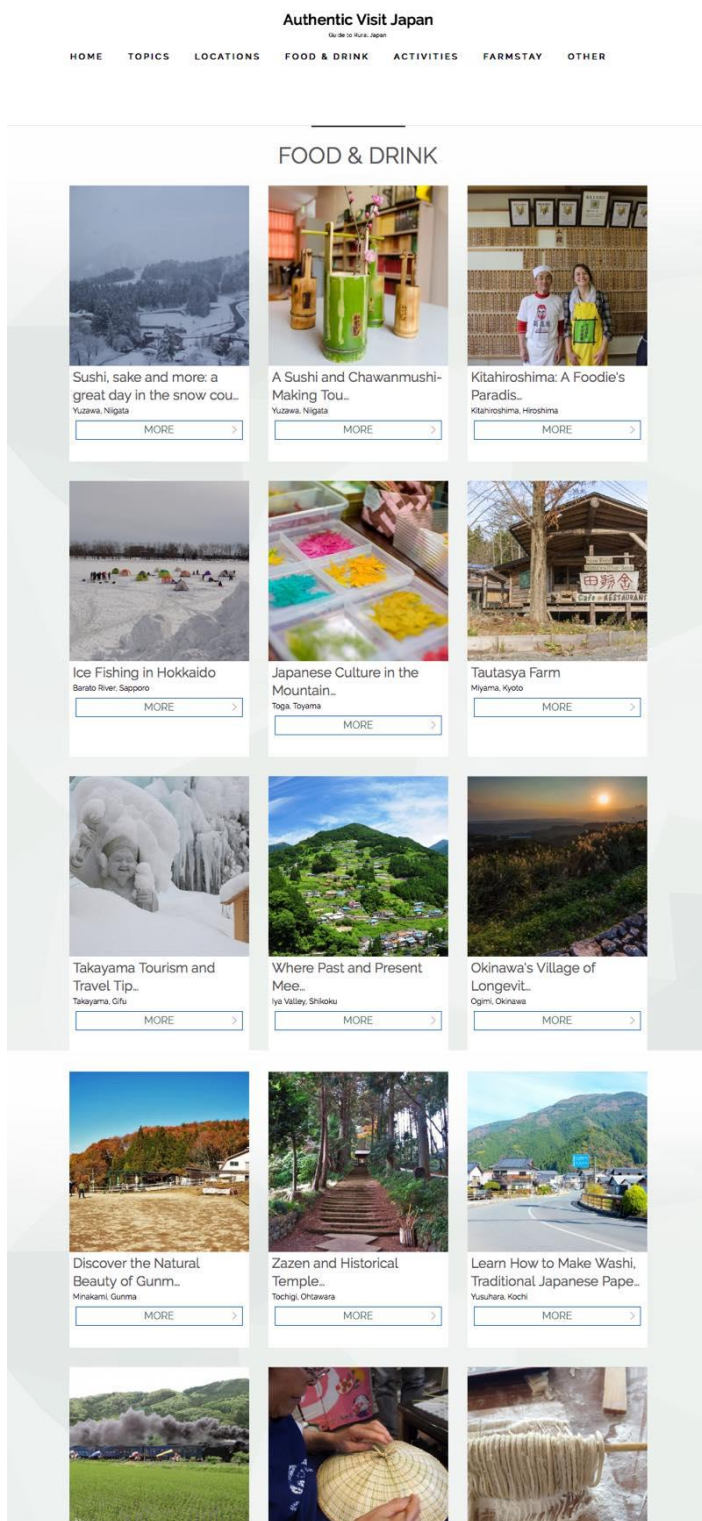 Authentic Visit Japan
Guide to Rural Japan
HOME TOPICS LOCATIONS FOOD & DRINK ACTIVITIES FARMSTAY OTHER
FOOD & DRINK
Sushi, sake and more: a
great day in the snow cou...
Yuzawa, Niigata
MORE
A Sushi and Chawanmushi-
Making Tou...
Yuzawa, Niigata
MORE
Kitahiroshima: A Foodie's
Paradis...
Kitahiroshima, Hiroshima
MORE
Ice Fishing in Hokkaido
Barato River, Sapporo
MORE
Japanese Culture in the
Mountain...
Toga, Toyama
MORE
田舎
Cafe RESTAURANT
Tautasya Farm
Miyama, Kyoto
MORE
Takayama Tourism and
Travel Tip...
Takayama, Gifu
MORE
Where Past and Present
Mee...
Iya Valley, Shikoku
MORE
Okinawa's Village of
Longevit...
Ogimi, Okinawa
MORE
Discover the Natural
Beauty of Gunm...
Minakami, Gunma
MORE
Zazen and Historical
Temple...
Tochigi, Ohtawara
MORE
Learn How to Make Washi,
Traditional Japanese Pape...
Yusuhara, Kochi
MORE